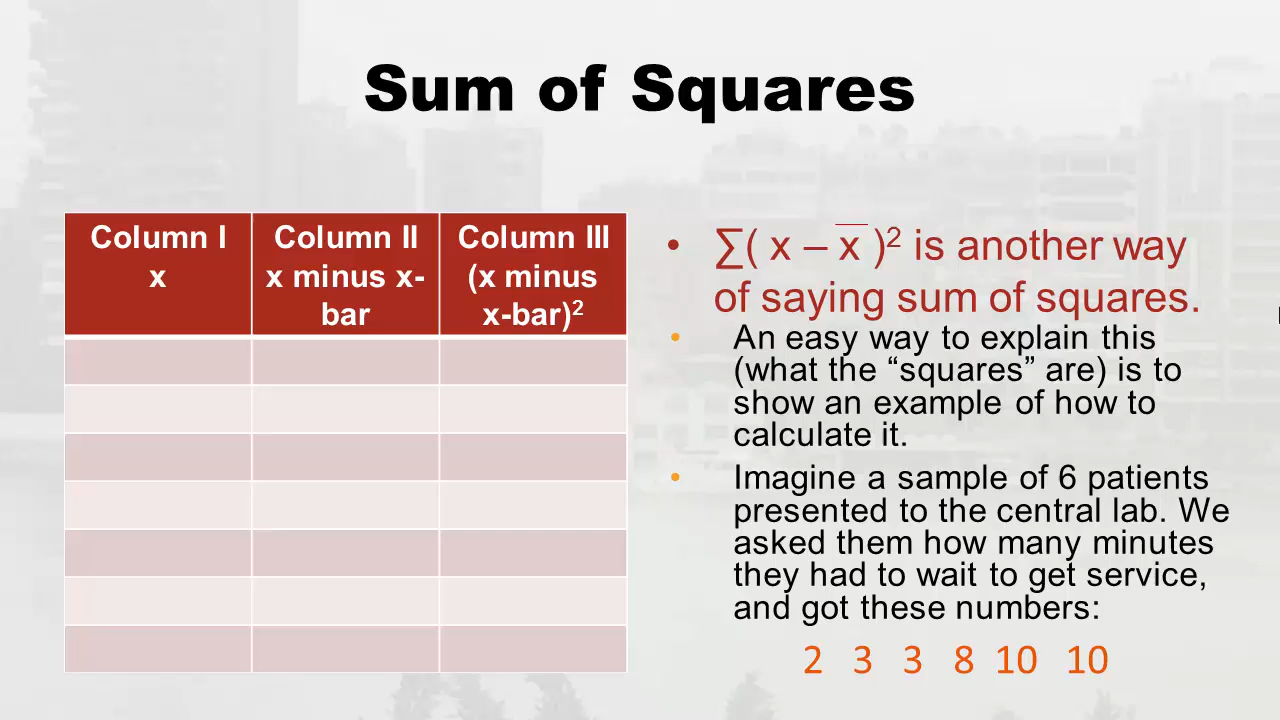 Sum of Squares
Column I
x
Column II
x minus x-
bar
Column III
(x minus
x-bar)²
• ∑( x – x̅ )² is another way
of saying sum of squares.
• An easy way to explain this
(what the “squares” are) is to
show an example of how to
calculate it.
• Imagine a sample of 6 patients
presented to the central lab. We
asked them how many minutes
they had to wait to get service,
and got these numbers:
2 3 3 8 10 10